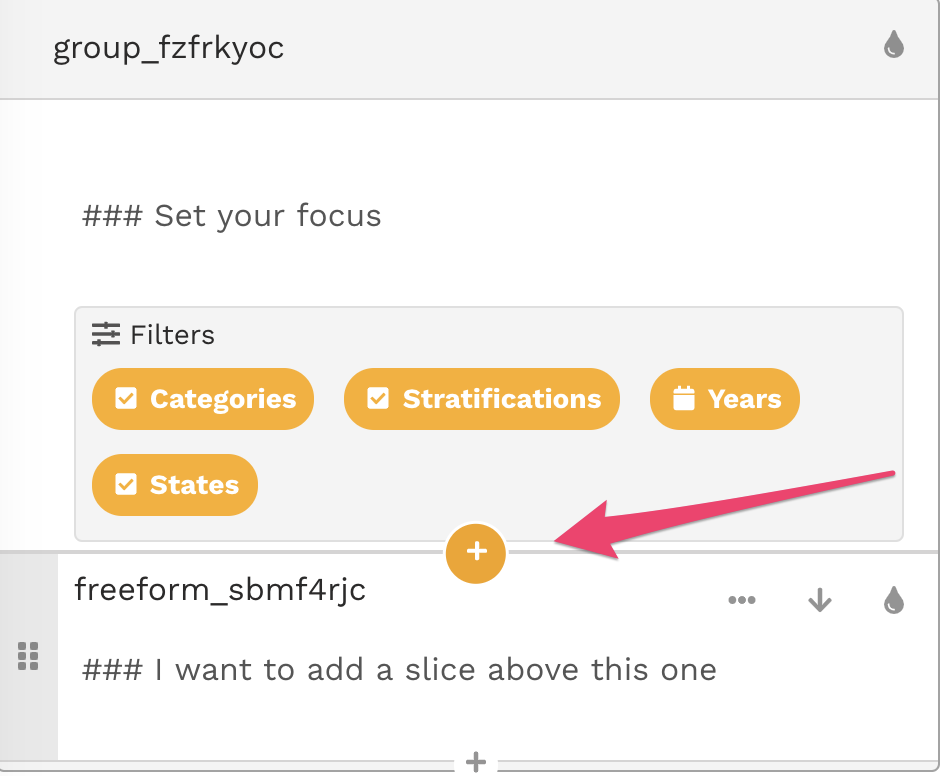 group_fzfrkyoc
### Set your focus
Filters
Categories Stratifications Years
States
freeform_sbmf4rjc
### I want to add a slice above this one